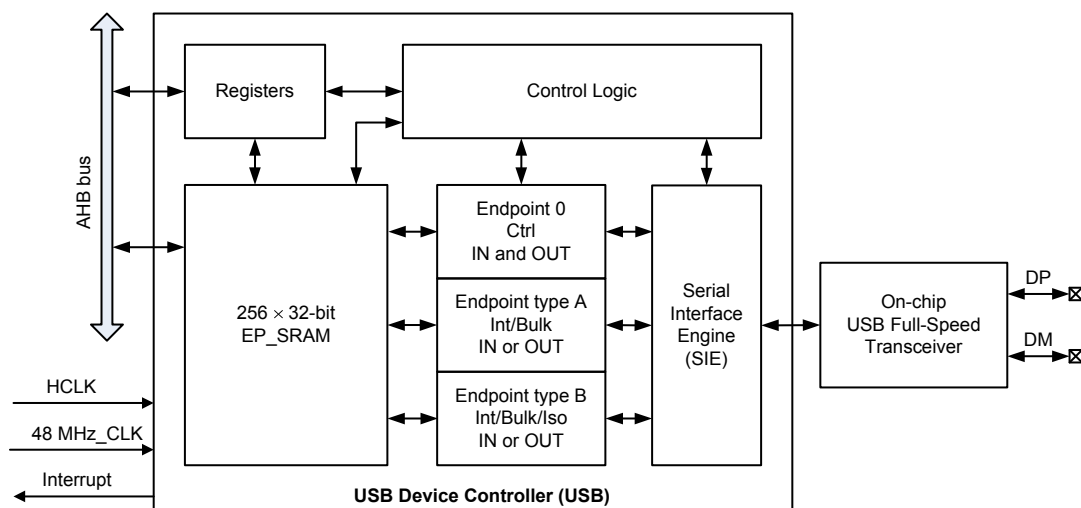 Registers
Control Logic
AHB bus
256 × 32-bit
EP_SRAM
Endpoint 0
Ctrl
IN and OUT
Endpoint type A
Int/Bulk
IN or OUT
Endpoint type B
Int/Bulk/Iso
IN or OUT
Serial
Interface
Engine
(SIE)
On-chip
USB Full-Speed
Transceiver
DP
DM
HCLK
48 MHz_CLK
Interrupt
USB Device Controller (USB)